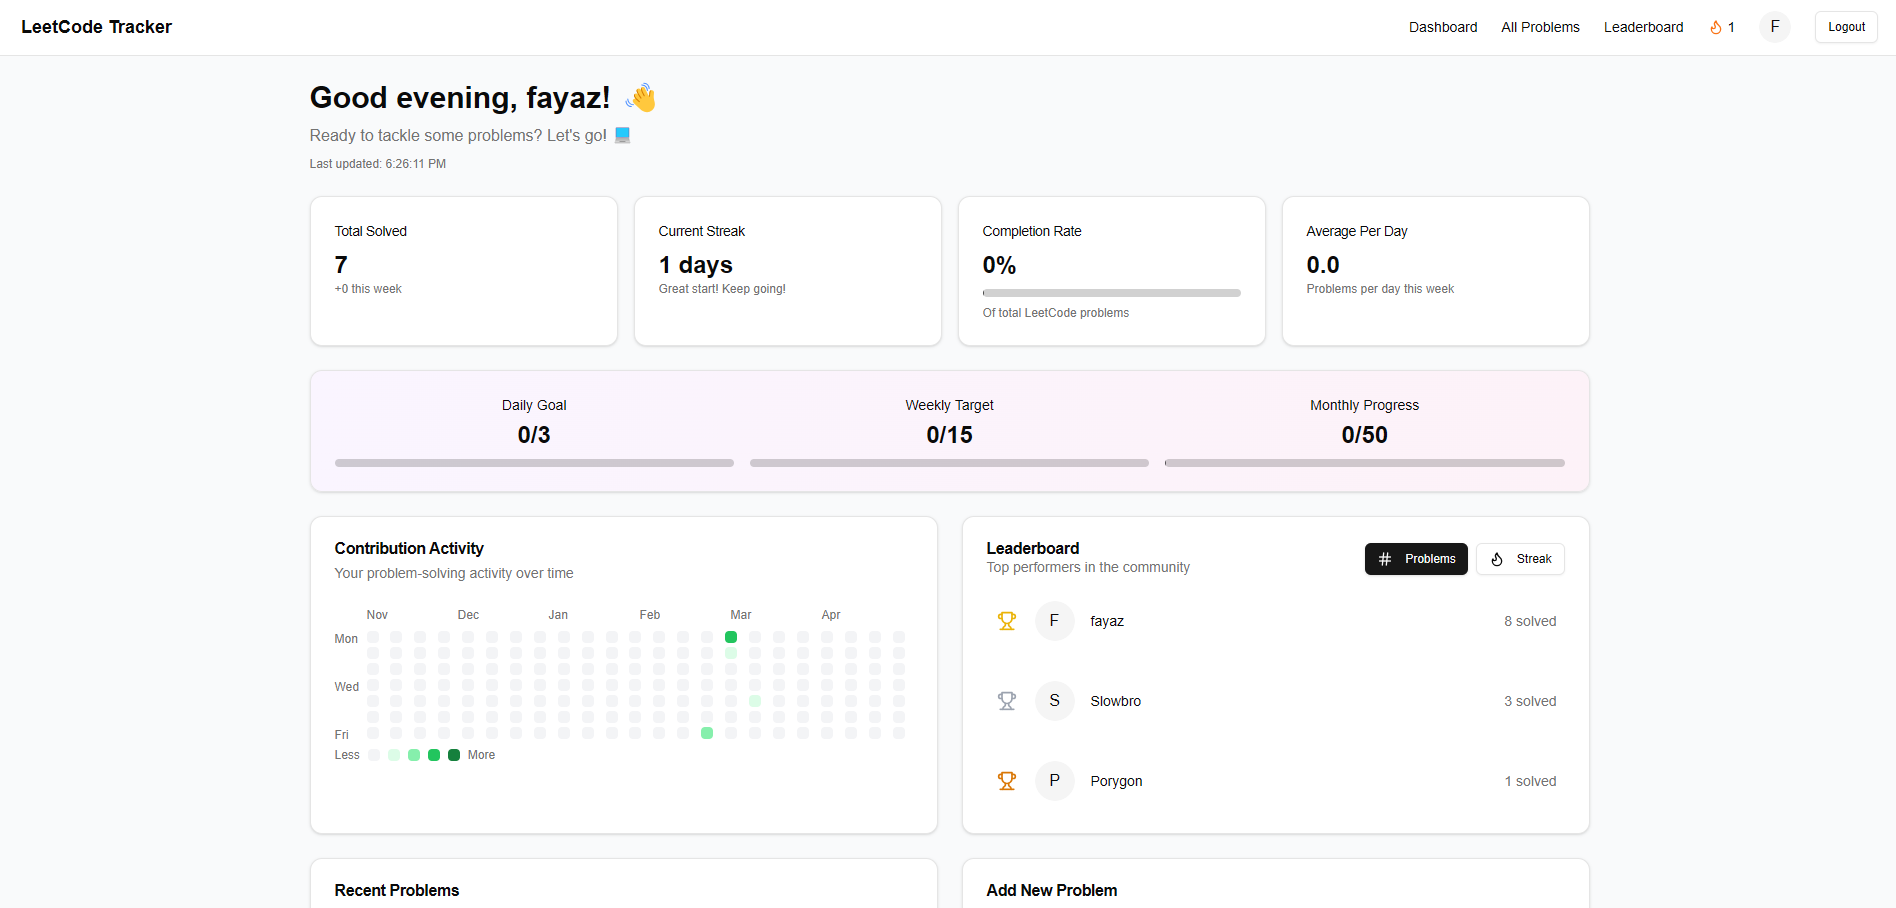 LeetCode Tracker
Dashboard
All Problems
Leaderboard
1
F
Logout
Good evening, fayaz! 👋
Ready to tackle some problems? Let's go! 💻
Last updated: 6:26:11 PM
Total Solved
7
+0 this week
Current Streak
1 days
Great start! Keep going!
Completion Rate
0%
Of total LeetCode problems
Average Per Day
0.0
Problems per day this week
Daily Goal
0/3
Weekly Target
0/15
Monthly Progress
0/50
Contribution Activity
Your problem-solving activity over time
Nov Dec Jan Feb Mar Apr
Mon
Wed
Fri
Less More
Leaderboard
Top performers in the community
Problems
Streak
F fayaz 8 solved
S Slowbro 3 solved
P Porygon 1 solved
Recent Problems
Add New Problem